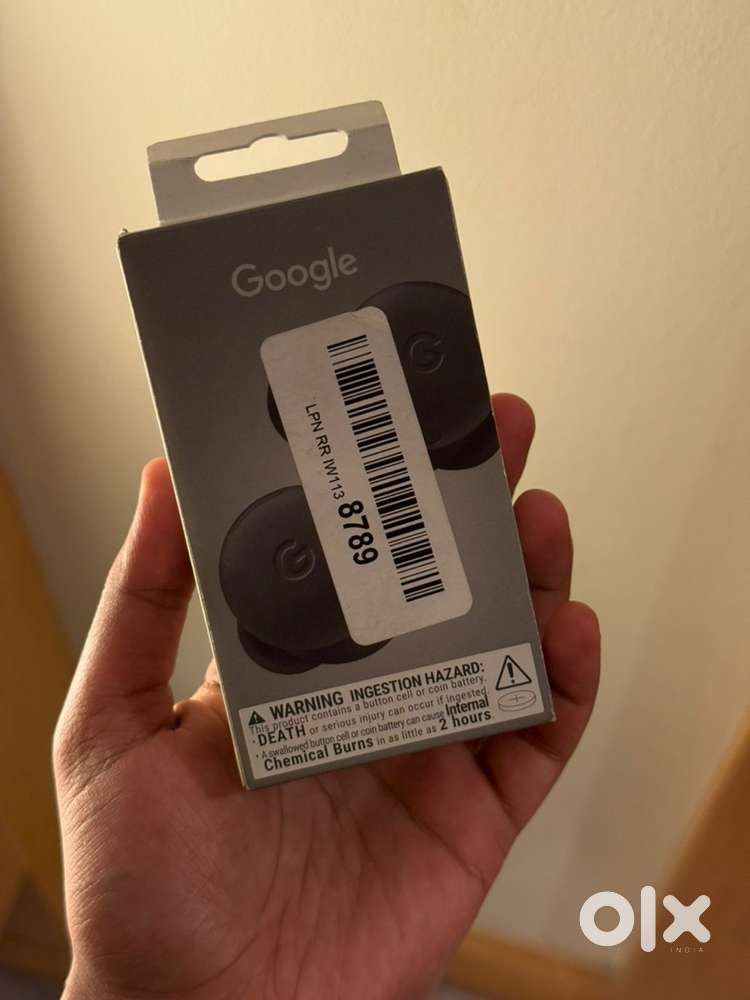 Google
G
LPN RR IW113 8789
G
WARNING INGESTION HAZARD:
This product contains a button cell or coin battery.
• DEATH or serious injury can occur if ingested.
• A swallowed button cell or coin battery can cause Internal
Chemical Burns in as little as 2 hours.
olx
INDIA